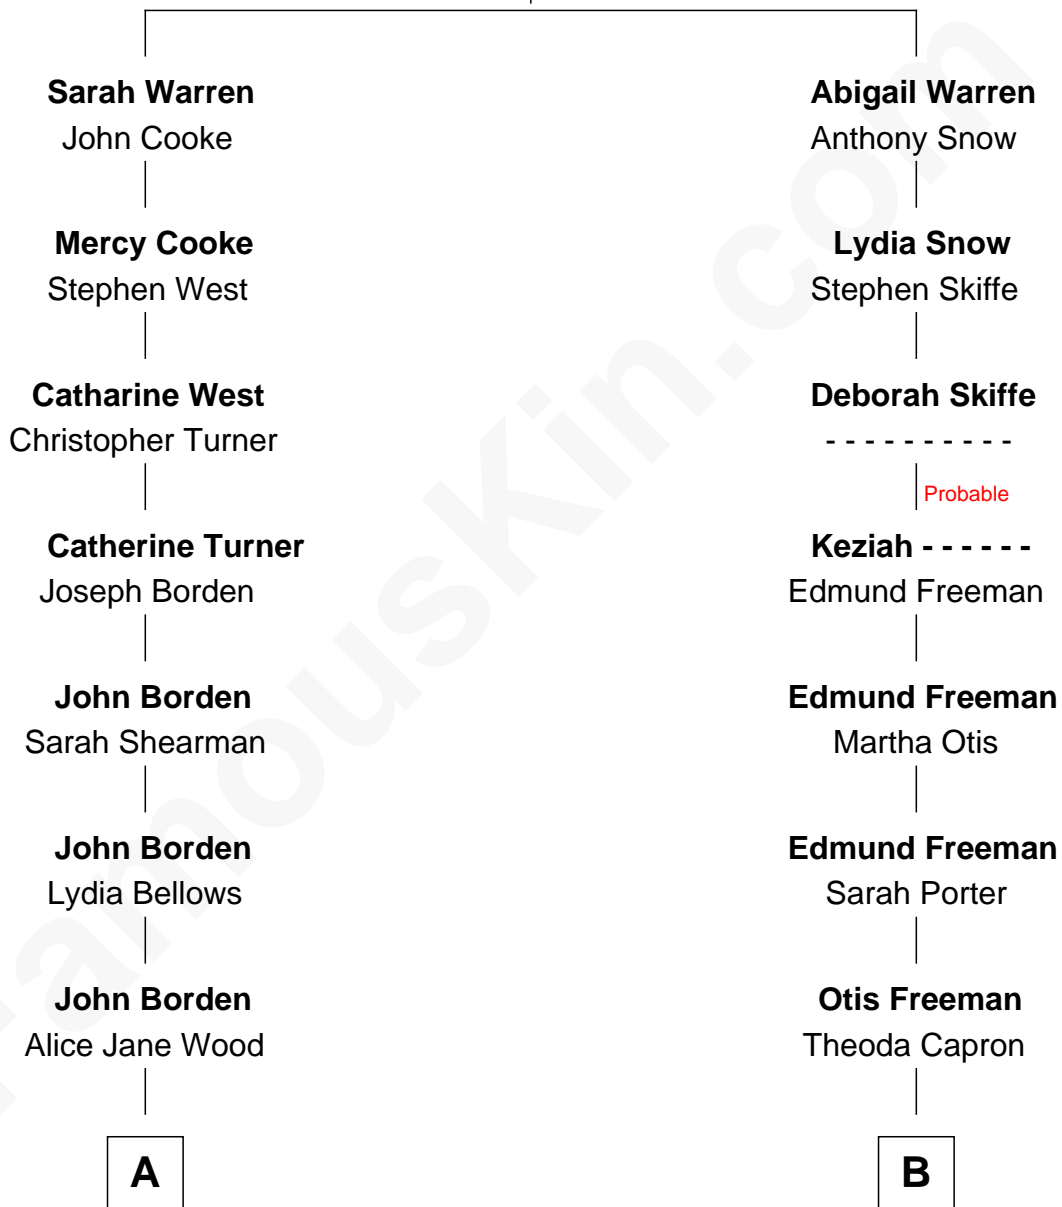 Sarah Warren
John Cooke
Mercy Cooke
Stephen West
Catharine West
Christopher Turner
Catherine Turner
Joseph Borden
John Borden
Sarah Shearman
John Borden
Lydia Bellows
John Borden
Alice Jane Wood
A
Abigail Warren
Anthony Snow
Lydia Snow
Stephen Skiffe
Deborah Skiffe
- - - - - - - - - -
Probable
Keziah - - - - - -
Edmund Freeman
Edmund Freeman
Martha Otis
Edmund Freeman
Sarah Porter
Otis Freeman
Theoda Capron
B
FamousKin.com